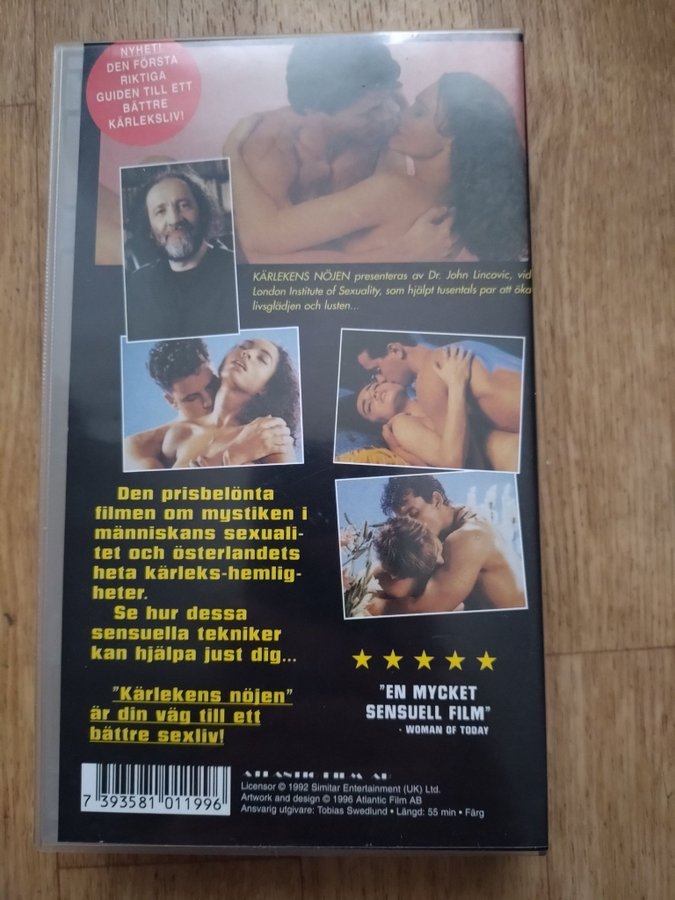 NYHET!
DEN FÖRSTA
RIKTIGA
GUIDEN TILL ETT
BÄTTRE
KÄRLEKSLIV!
KÄRLEKENS NÖJEN presenteras av Dr. John Lincovic, vid
London Institute of Sexuality, som hjälpt tusentals par att öka
livsglädjen och lusten...
Den prisbelönta
filmen om mystiken i
människans sexuali-
tet och österlandets
heta kärleks-hemlig-
heter.
Se hur dessa
sensuella tekniker
kan hjälpa just dig...
"Kärlekens nöjen"
är din väg till ett
bättre sexliv!
"EN MYCKET
SENSUELL FILM"
- WOMAN OF TODAY
ATLANTIC FILM AB
Licensor © 1992 Simitar Entertainment (UK) Ltd.
Artwork and design © 1996 Atlantic Film AB
Ansvarig utgivare: Tobias Swedlund • Längd: 55 min • Färg
7 393581 011996